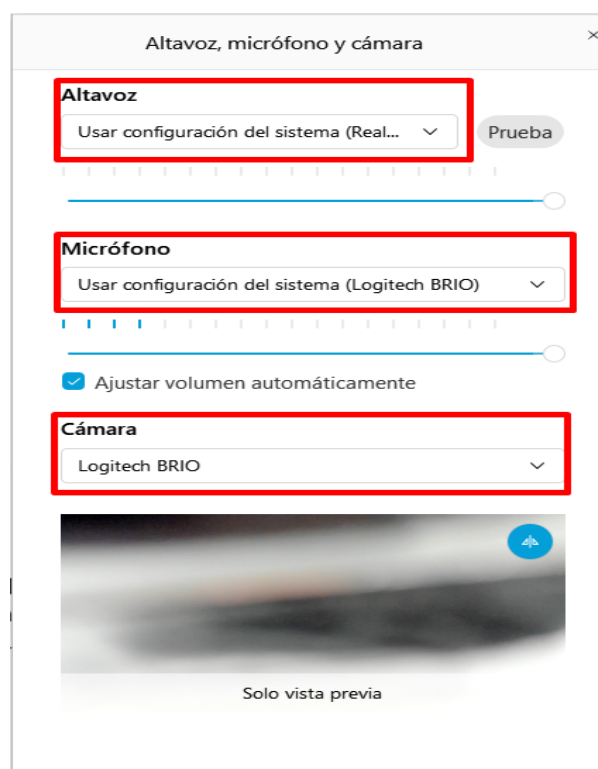 Altavoz, micrófono y cámara
Altavoz
Usar configuración del sistema (Real...
Prueba
Micrófono
Usar configuración del sistema (Logitech BRIO)
Ajustar volumen automáticamente
Cámara
Logitech BRIO
Solo vista previa